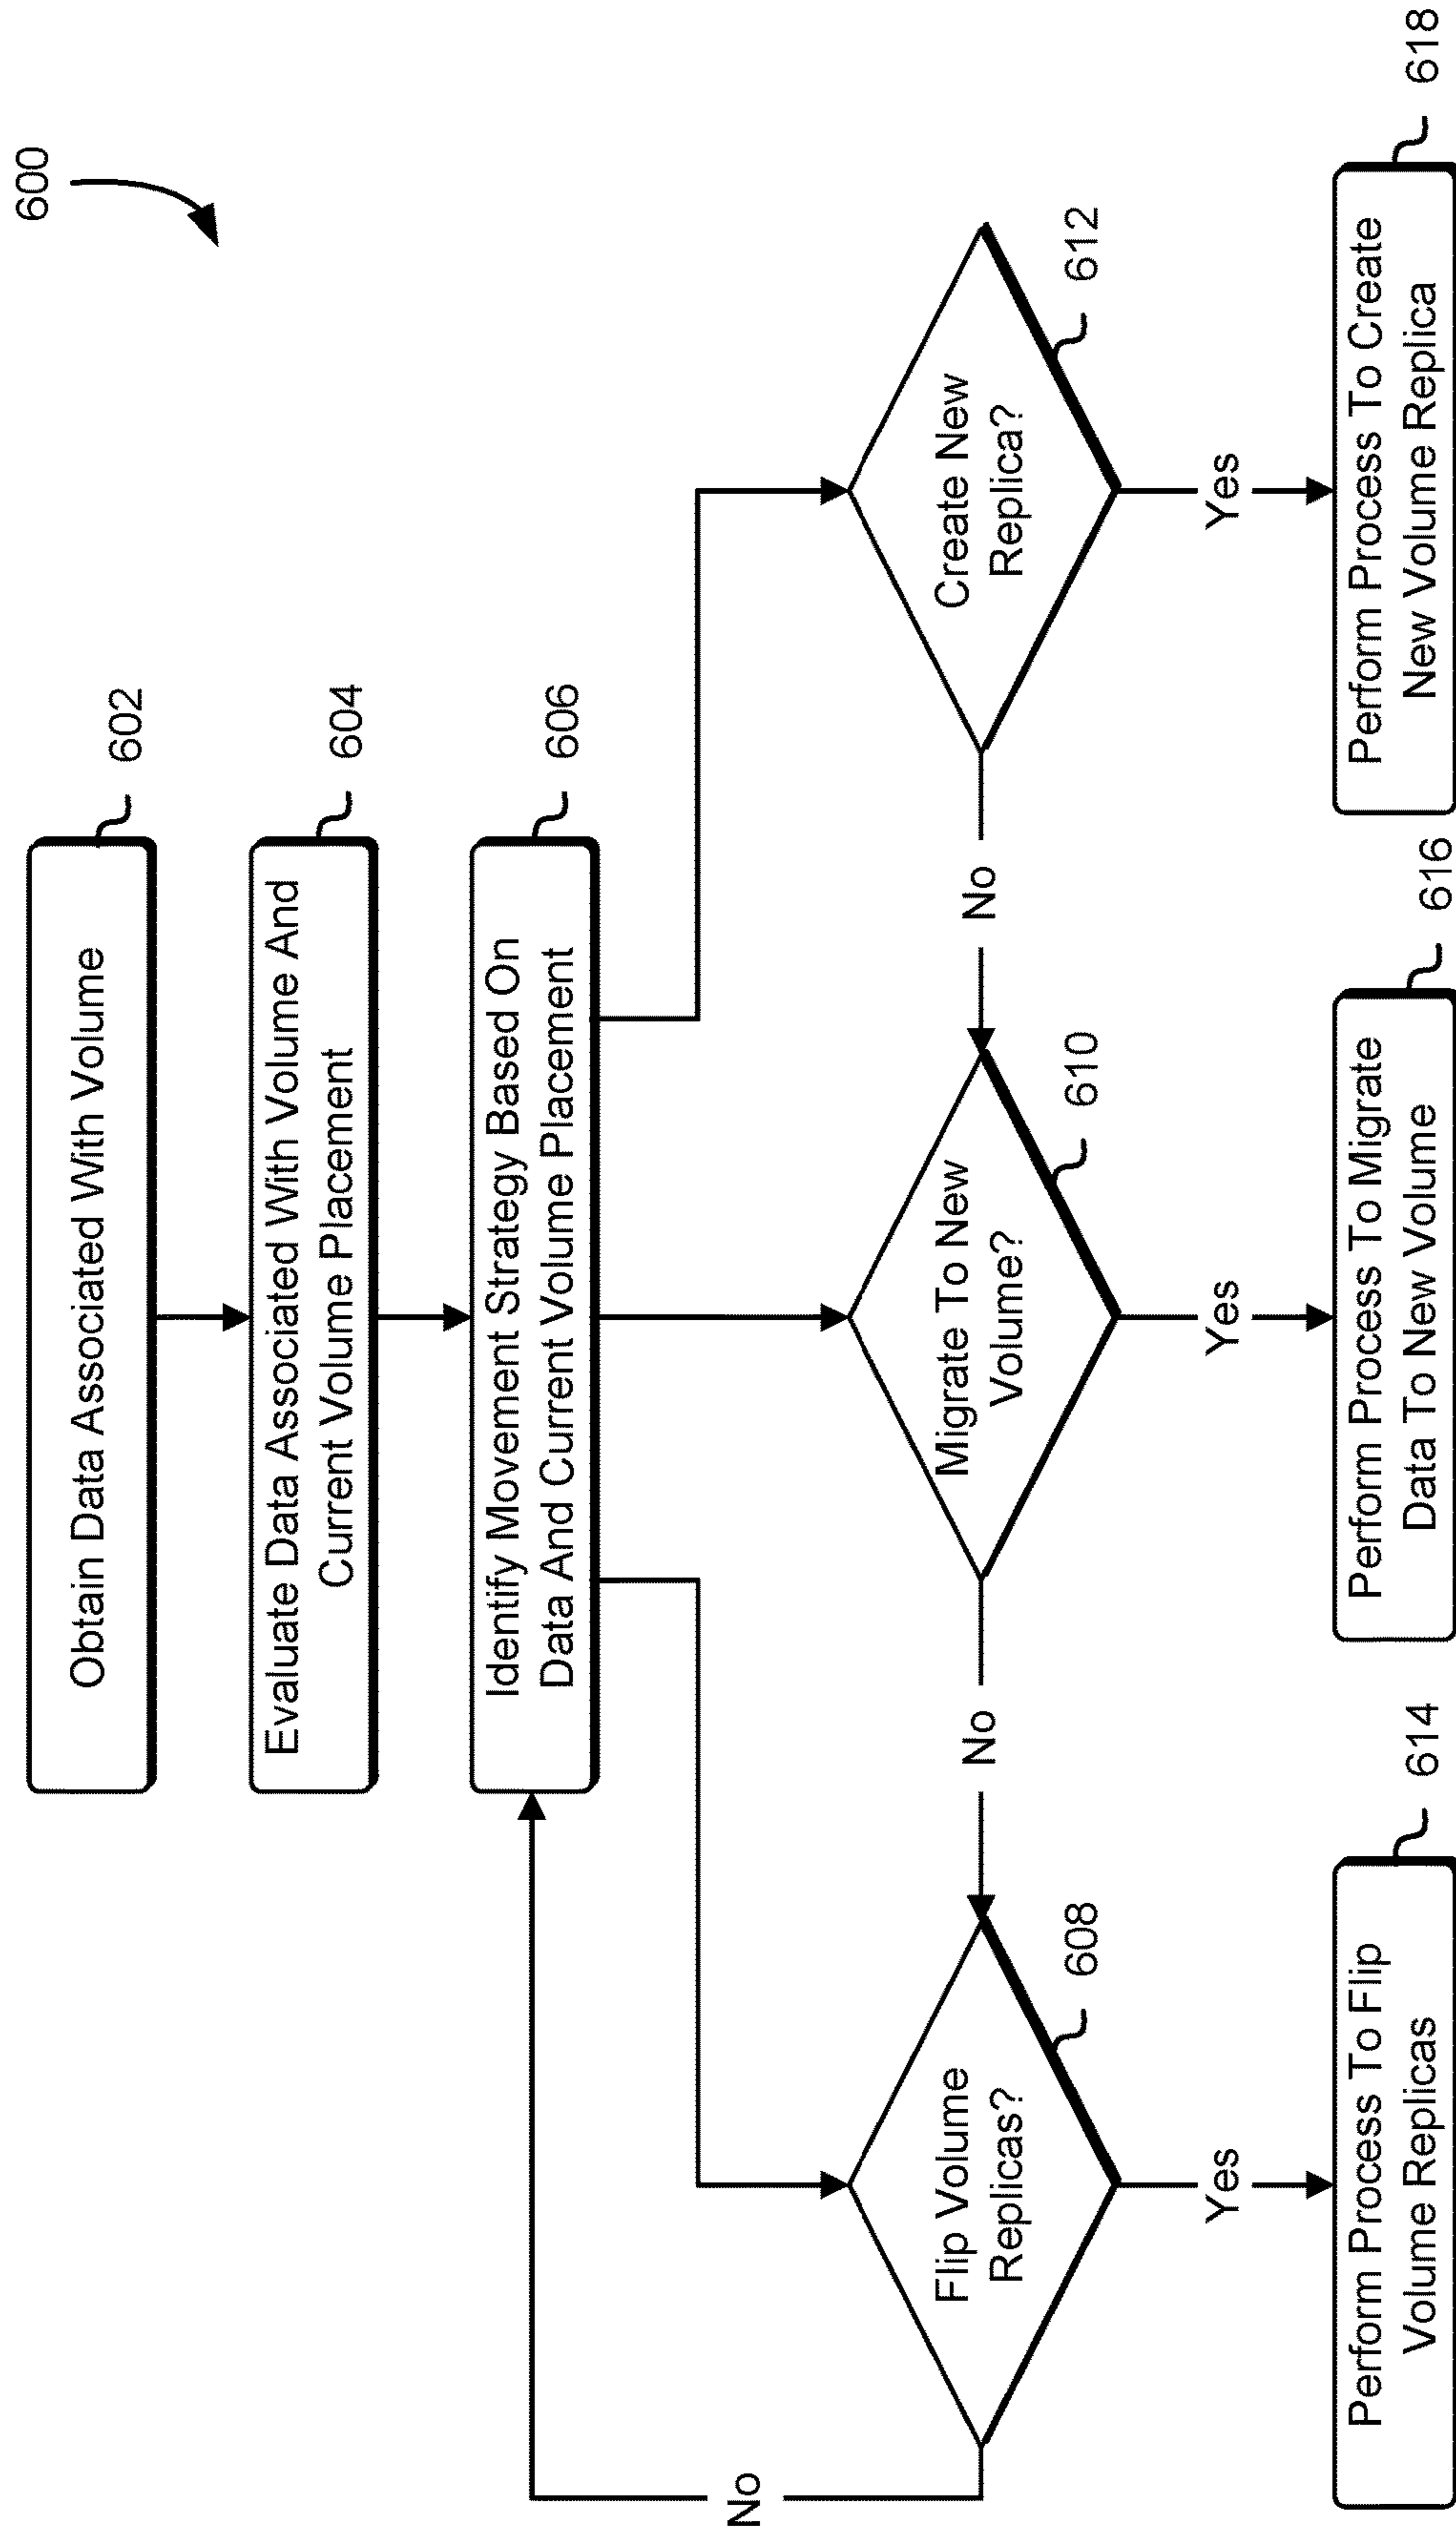 600
Obtain Data Associated With Volume
602
Evaluate Data Associated With Volume And
Current Volume Placement
604
Identify Movement Strategy Based On
Data And Current Volume Placement
606
No
Flip Volume
Replicas?
608
No
Migrate To New
Volume?
610
No
Create New
Replica?
612
Yes
Yes
Yes
Perform Process To Flip
Volume Replicas
614
Perform Process To Migrate
Data To New Volume
616
Perform Process To Create
New Volume Replica
618